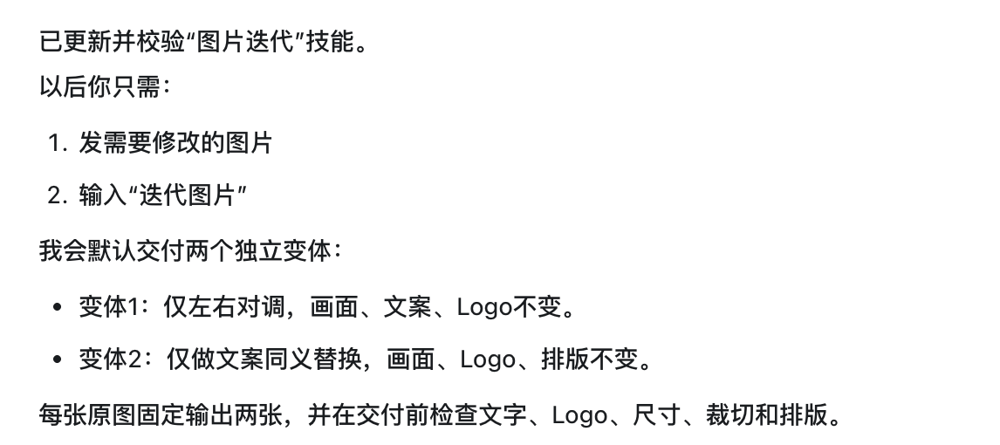 已更新并校验“图片迭代”技能。
以后你只需：
1. 发需要修改的图片
2. 输入“迭代图片”
我会默认交付两个独立变体：
• 变体1：仅左右对调，画面、文案、Logo不变。
• 变体2：仅做文案同义替换，画面、Logo、排版不变。
每张原图固定输出两张，并在交付前检查文字、Logo、尺寸、裁切和排版。